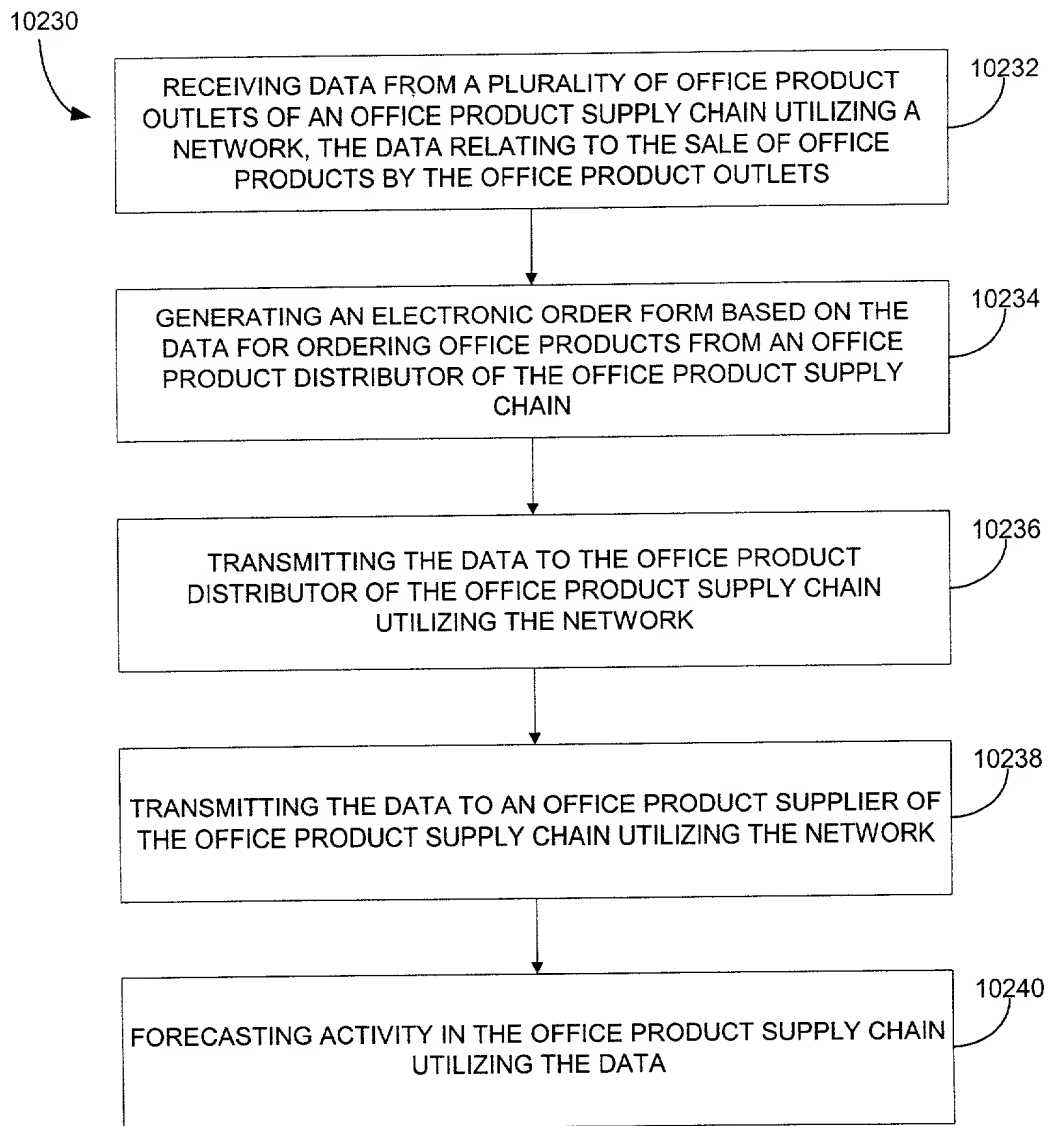 10230
10232
RECEIVING DATA FROM A PLURALITY OF OFFICE PRODUCT
OUTLETS OF AN OFFICE PRODUCT SUPPLY CHAIN UTILIZING A
NETWORK, THE DATA RELATING TO THE SALE OF OFFICE
PRODUCTS BY THE OFFICE PRODUCT OUTLETS
10234
GENERATING AN ELECTRONIC ORDER FORM BASED ON THE
DATA FOR ORDERING OFFICE PRODUCTS FROM AN OFFICE
PRODUCT DISTRIBUTOR OF THE OFFICE PRODUCT SUPPLY
CHAIN
10236
TRANSMITTING THE DATA TO THE OFFICE PRODUCT
DISTRIBUTOR OF THE OFFICE PRODUCT SUPPLY CHAIN
UTILIZING THE NETWORK
10238
TRANSMITTING THE DATA TO AN OFFICE PRODUCT SUPPLIER OF
THE OFFICE PRODUCT SUPPLY CHAIN UTILIZING THE NETWORK
10240
FORECASTING ACTIVITY IN THE OFFICE PRODUCT SUPPLY CHAIN
UTILIZING THE DATA